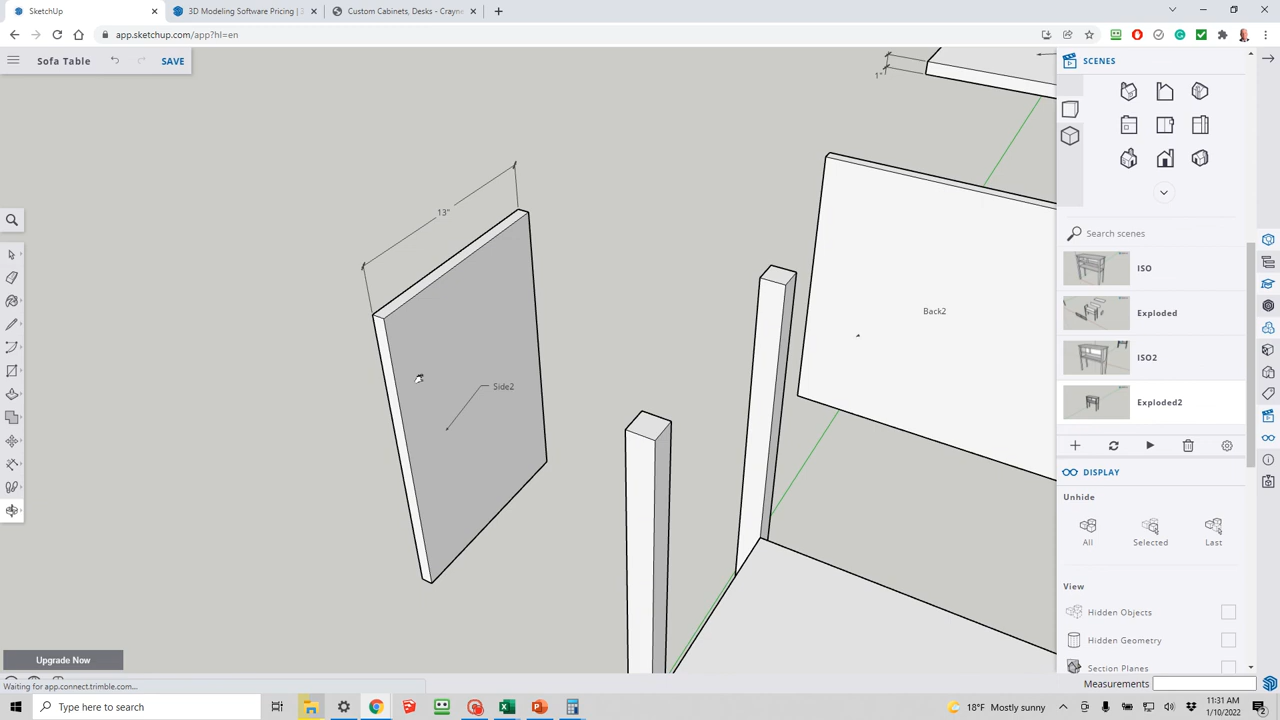 SketchUp
3D Modeling Software Pricing | 3
Custom Cabinets, Desks - Crayne
app.sketchup.com/app?hl=en
Sofa Table
SAVE
SCENES
Search scenes
ISO
Exploded
ISO2
Exploded2
DISPLAY
Unhide
All
Selected
Last
View
Hidden Objects
Hidden Geometry
Section Planes
1"
13"
Back2
Side2
Upgrade Now
Waiting for app.connect.trimble.com...
Measurements
Type here to search
18°F Mostly sunny
11:31 AM
1/10/2022
2